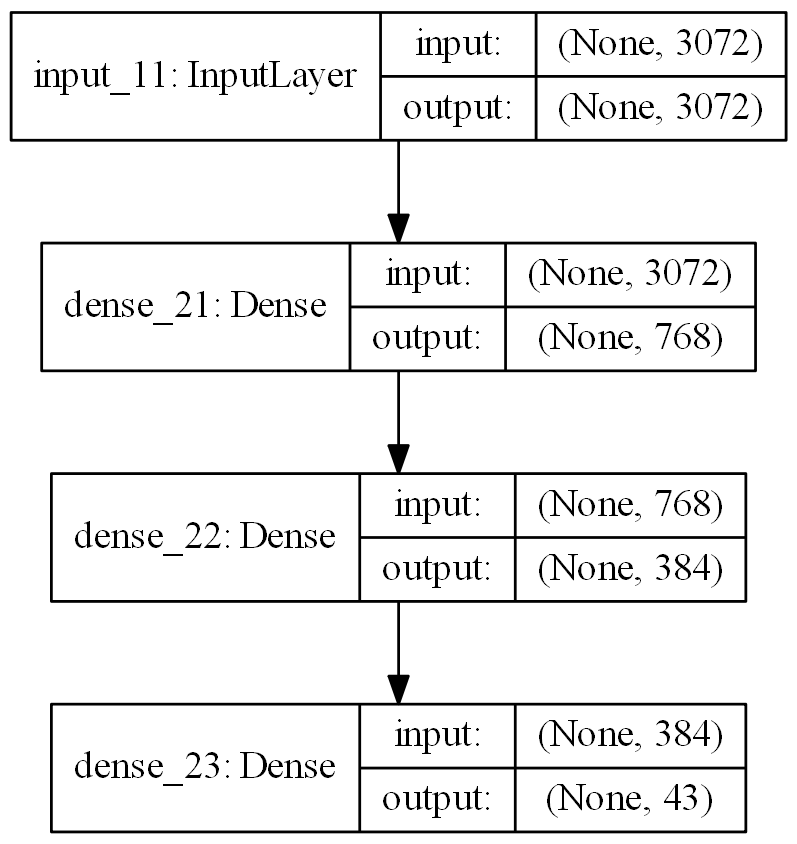 input_11: InputLayer
input:
(None, 3072)
output:
(None, 3072)
dense_21: Dense
input:
(None, 3072)
output:
(None, 768)
dense_22: Dense
input:
(None, 768)
output:
(None, 384)
dense_23: Dense
input:
(None, 384)
output:
(None, 43)